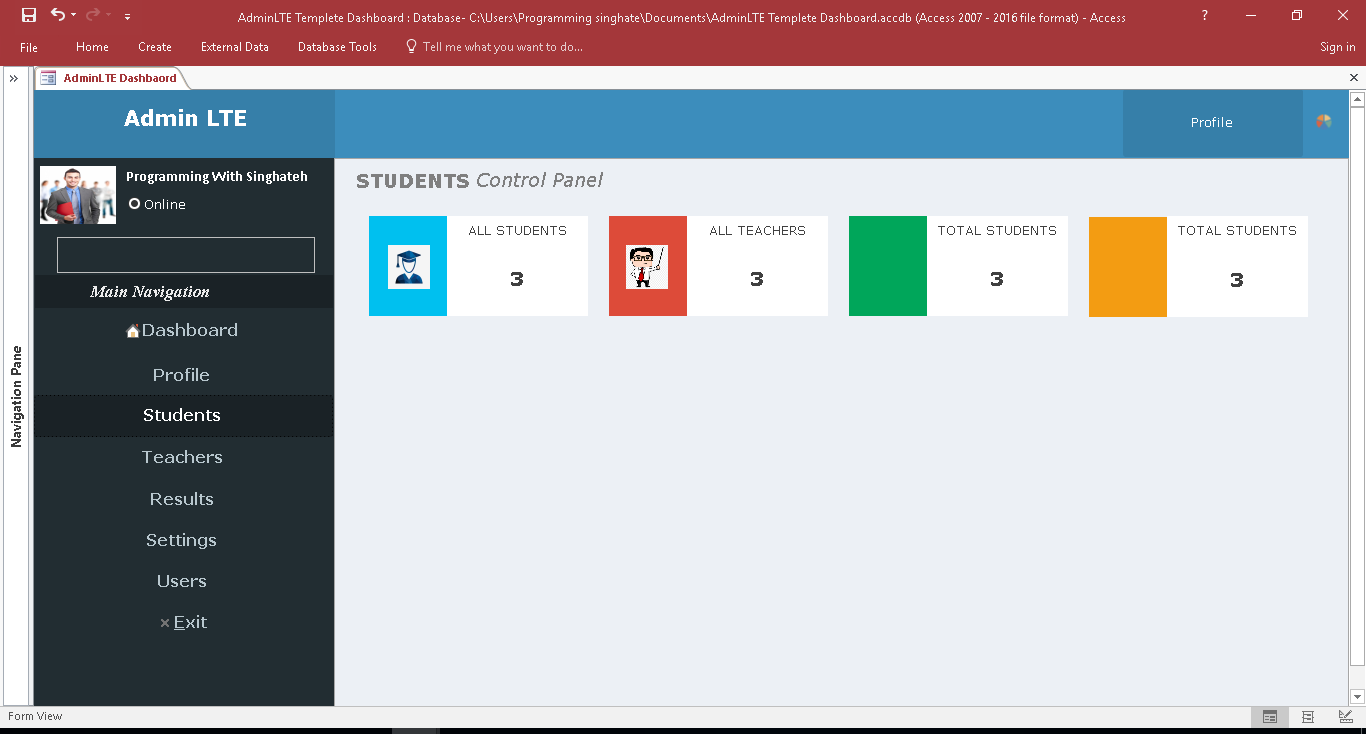 AdminLTE Templete Dashboard : Database- C:\Users\Programming singhate\Documents\AdminLTE Templete Dashboard.accdb (Access 2007 - 2016 file format) - Access
?
File Home Create External Data Database Tools Tell me what you want to do... Sign in
AdminLTE Dashbaord
Navigation Pane
Admin LTE
Profile
Programming With Singhateh
Online
Main Navigation
Dashboard
Profile
Students
Teachers
Results
Settings
Users
Exit
STUDENTS Control Panel
ALL STUDENTS
3
ALL TEACHERS
3
TOTAL STUDENTS
3
TOTAL STUDENTS
3
Form View